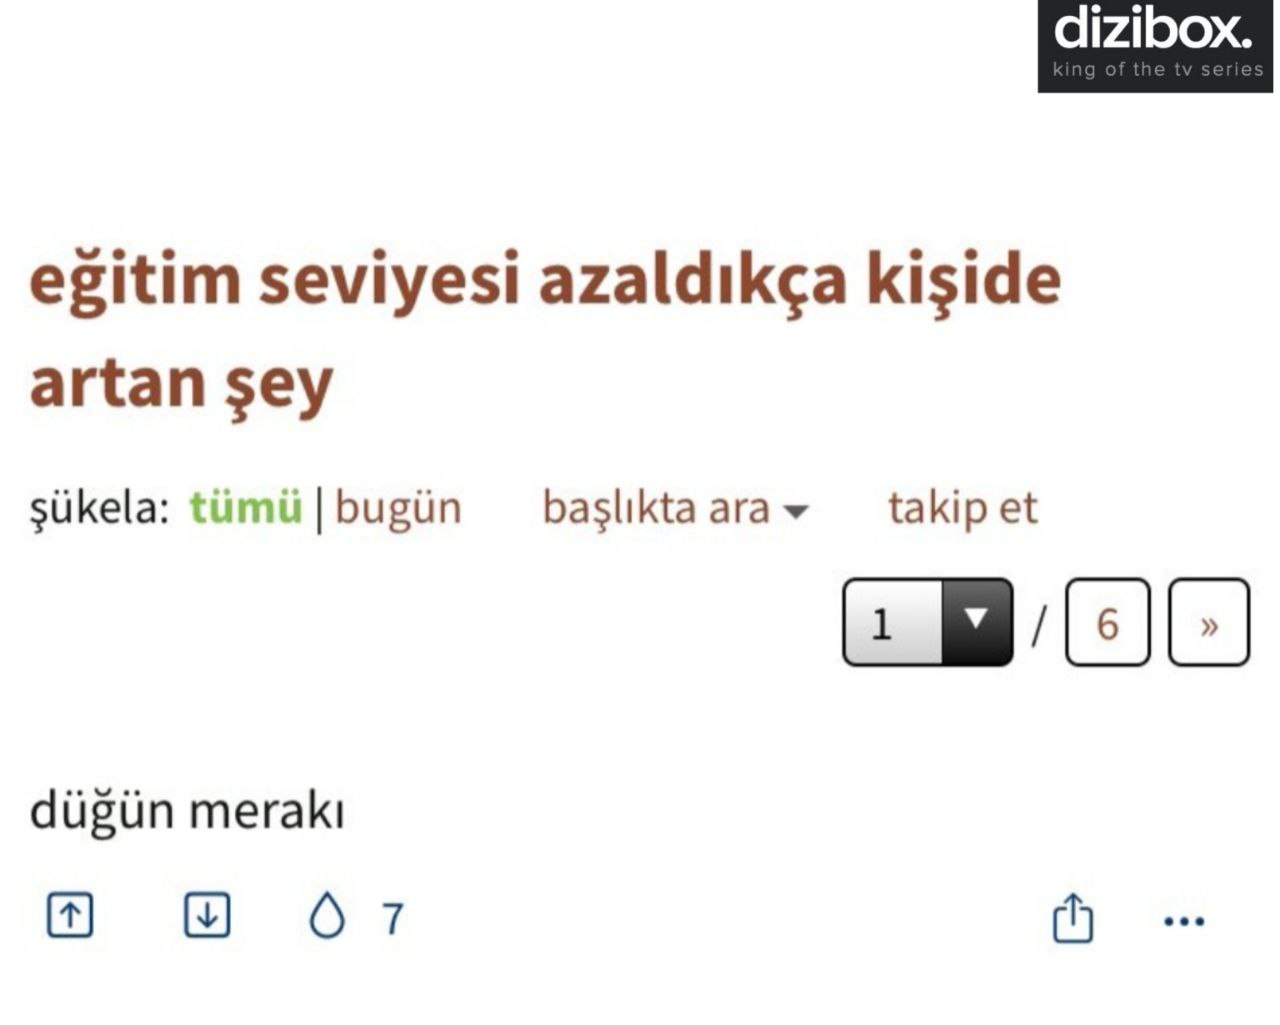 dizibox.
king of the tv series
eğitim seviyesi azaldıkça kişide
artan şey
şükela: tümü | bugün başlıkta ara takip et
1 / 6 »
düğün merakı
7